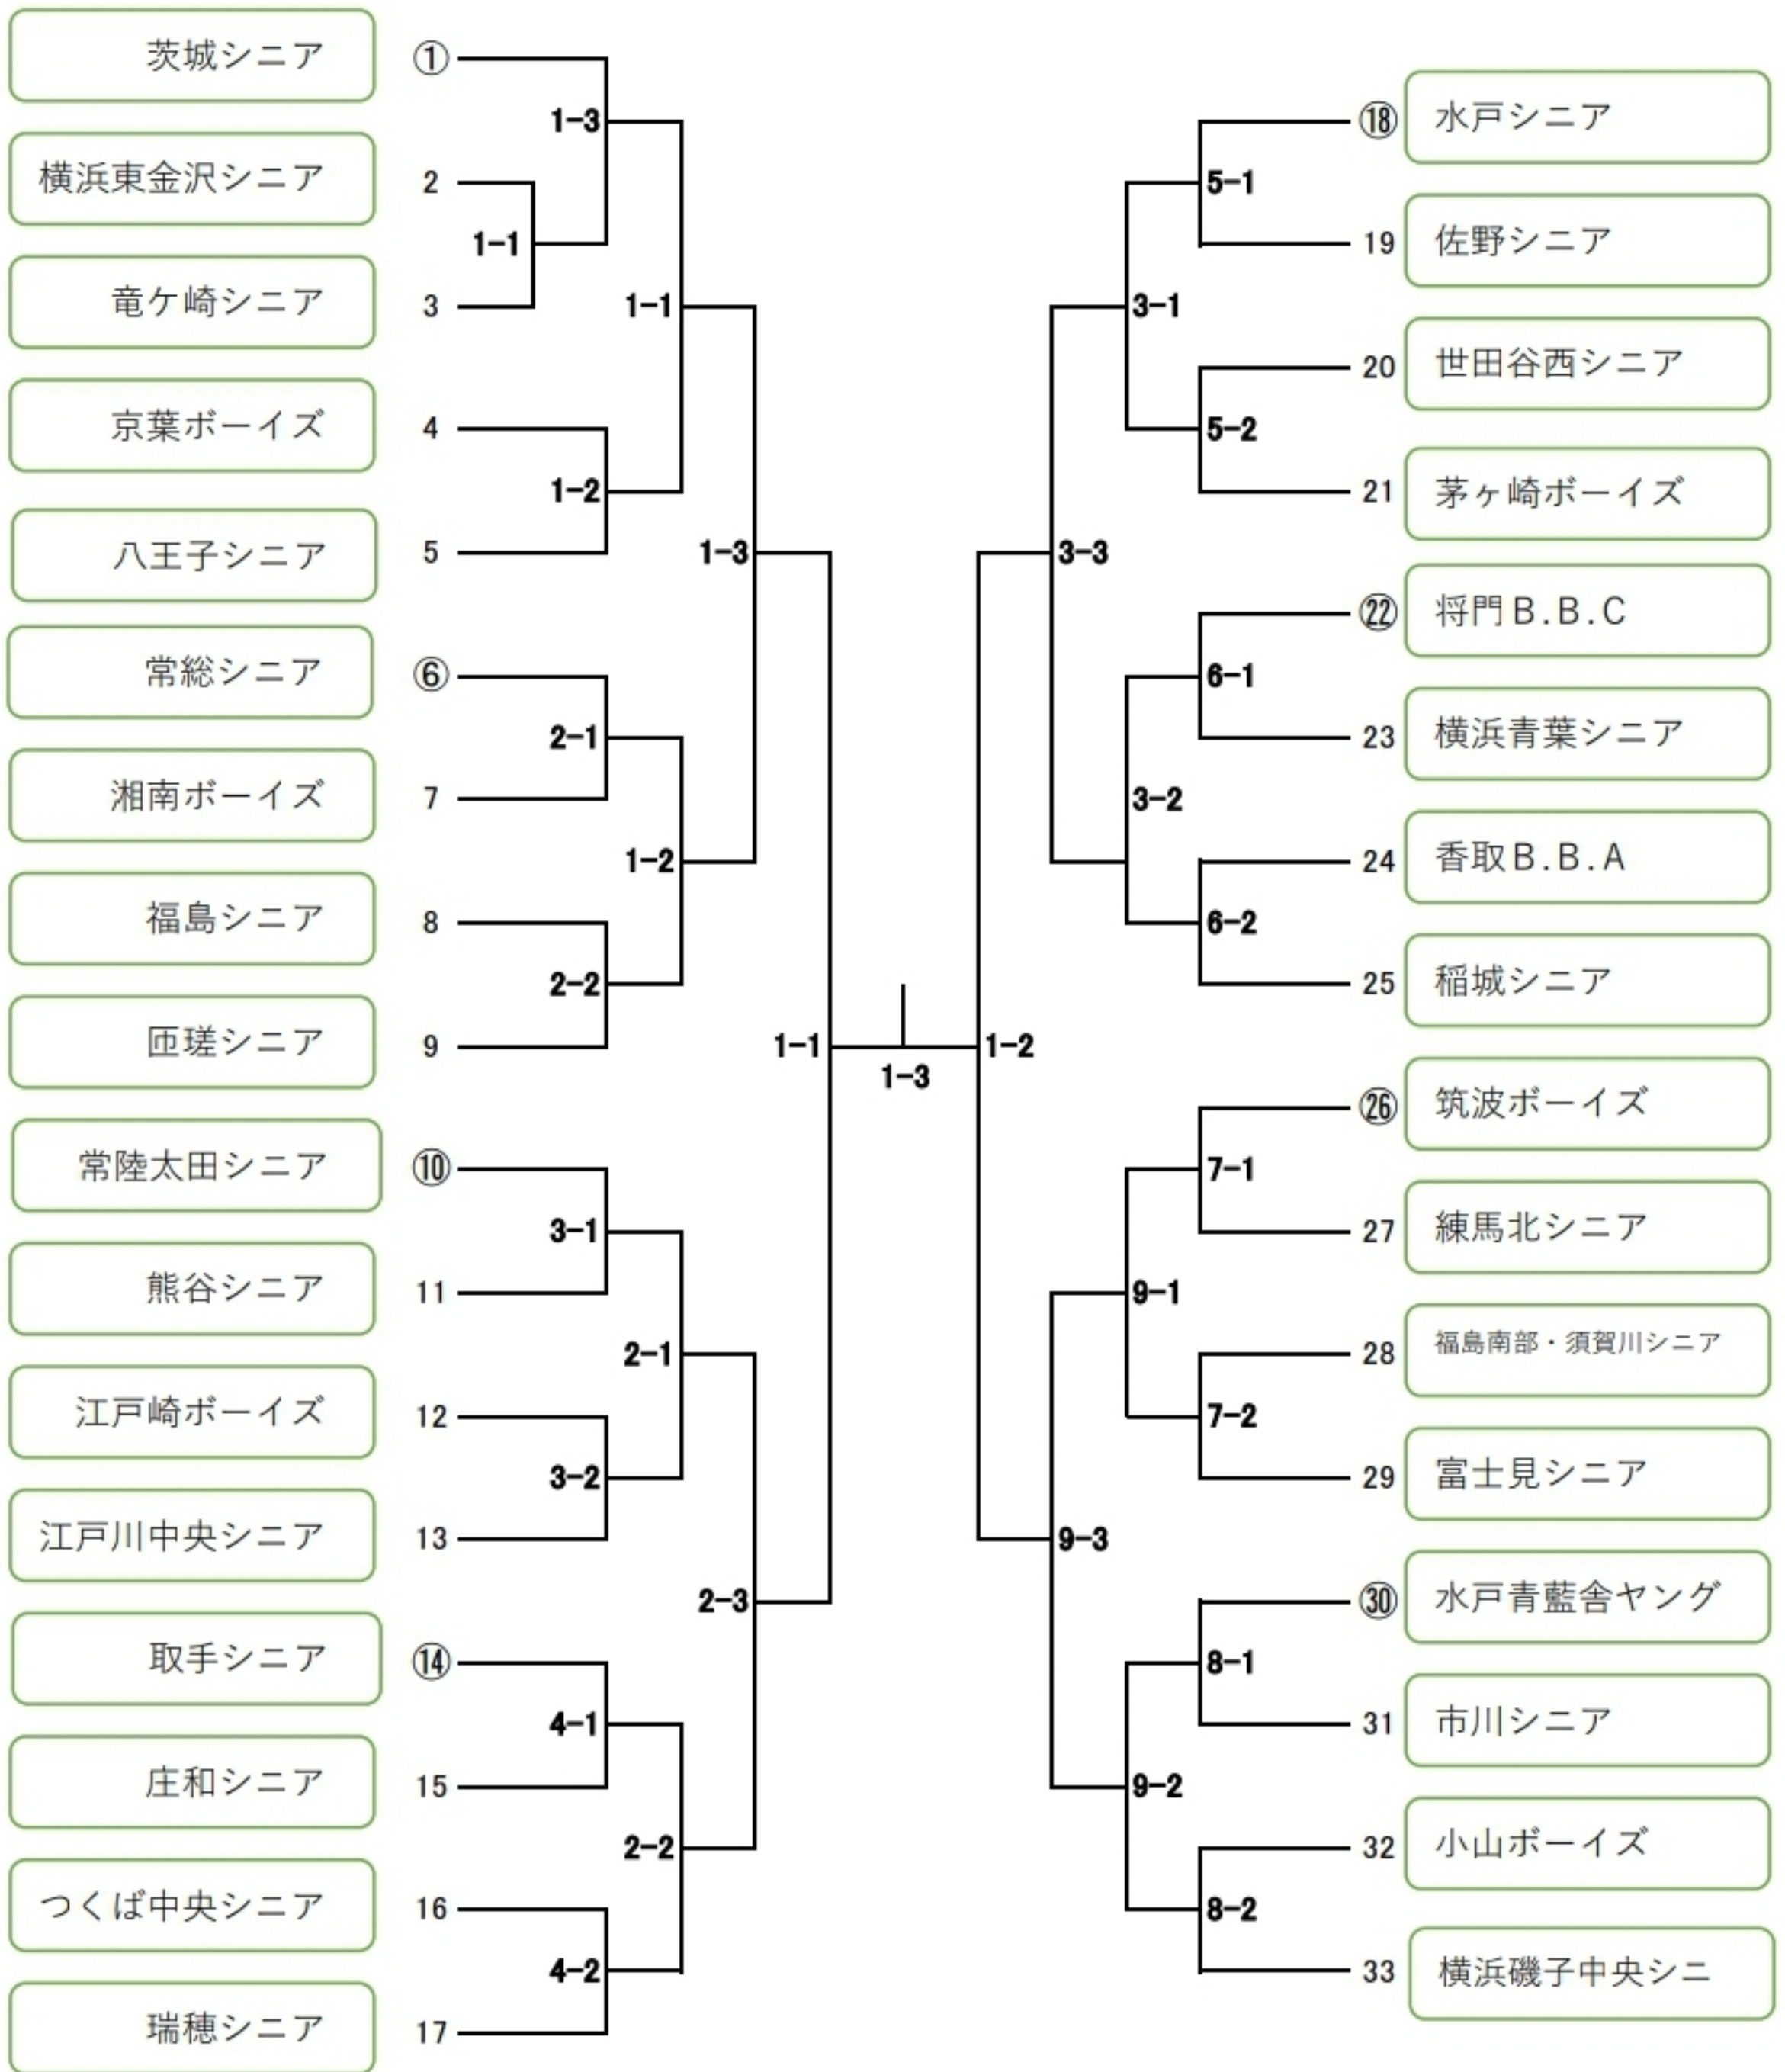 茨城シニア ①
横浜東金沢シニア 2
竜ケ崎シニア 3
京葉ボーイズ 4
八王子シニア 5
常総シニア ⑥
湘南ボーイズ 7
福島シニア 8
匝瑳シニア 9
常陸太田シニア ⑩
熊谷シニア 11
江戸崎ボーイズ 12
江戸川中央シニア 13
取手シニア ⑭
庄和シニア 15
つくば中央シニア 16
瑞穂シニア 17
1-3
1-1
1-2
2-1
2-2
3-1
3-2
4-1
4-2
1-1
1-2
2-1
2-2
1-3
2-3
1-1
1-3
1-2
3-3
9-3
3-1
3-2
9-1
9-2
5-1
5-2
6-1
6-2
7-1
7-2
8-1
8-2
⑱ 水戸シニア
19 佐野シニア
20 世田谷西シニア
21 茅ヶ崎ボーイズ
㉒ 将門B.B.C
23 横浜青葉シニア
24 香取B.B.A
25 稲城シニア
㉖ 筑波ボーイズ
27 練馬北シニア
28 福島南部・須賀川シニア
29 富士見シニア
㉚ 水戸青藍舎ヤング
31 市川シニア
32 小山ボーイズ
33 横浜磯子中央シニ